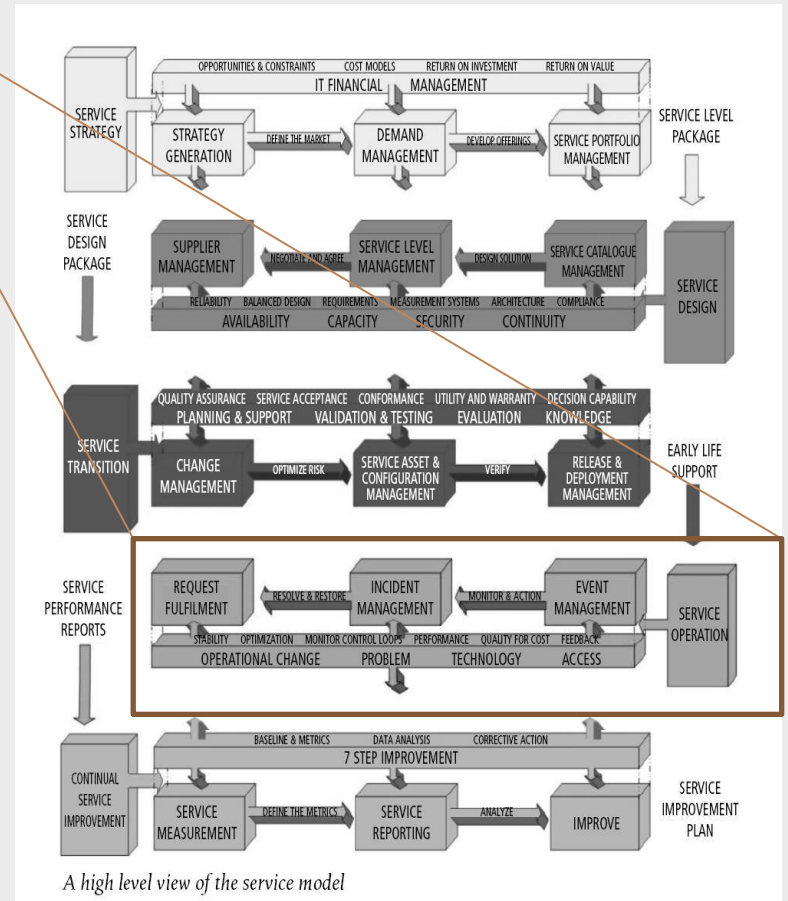 OPPORTUNITIES & CONSTRAINTS COST MODELS RETURN ON INVESTMENT RETURN ON VALUE
IT FINANCIAL MANAGEMENT
SERVICE
STRATEGY
STRATEGY
GENERATION
DEFINE THE MARKET
DEMAND
MANAGEMENT
DEVELOP OFFERINGS
SERVICE PORTFOLIO
MANAGEMENT
SERVICE LEVEL
PACKAGE
SERVICE
DESIGN
PACKAGE
SUPPLIER
MANAGEMENT
NEGOTIATE AND AGREE
SERVICE LEVEL
MANAGEMENT
DESIGN SOLUTION
SERVICE CATALOGUE
MANAGEMENT
SERVICE
DESIGN
RELIABILITY BALANCED DESIGN REQUIREMENTS MEASUREMENT SYSTEMS ARCHITECTURE COMPLIANCE
AVAILABILITY CAPACITY SECURITY CONTINUITY
QUALITY ASSURANCE SERVICE ACCEPTANCE CONFORMANCE UTILITY AND WARRANTY DECISION CAPABILITY
PLANNING & SUPPORT VALIDATION & TESTING EVALUATION KNOWLEDGE
SERVICE
TRANSITION
CHANGE
MANAGEMENT
OPTIMIZE RISK
SERVICE ASSET &
CONFIGURATION
MANAGEMENT
VERIFY
RELEASE &
DEPLOYMENT
MANAGEMENT
EARLY LIFE
SUPPORT
SERVICE
PERFORMANCE
REPORTS
REQUEST
FULFILMENT
RESOLVE & RESTORE
INCIDENT
MANAGEMENT
MONITOR & ACTION
EVENT
MANAGEMENT
SERVICE
OPERATION
STABILITY OPTIMIZATION MONITOR CONTROL LOOPS PERFORMANCE QUALITY FOR COST FEEDBACK
OPERATIONAL CHANGE PROBLEM TECHNOLOGY ACCESS
BASELINE & METRICS DATA ANALYSIS CORRECTIVE ACTION
7 STEP IMPROVEMENT
CONTINUAL
SERVICE
IMPROVEMENT
SERVICE
MEASUREMENT
DEFINE THE METRICS
SERVICE
REPORTING
ANALYZE
IMPROVE
SERVICE
IMPROVEMENT
PLAN
A high level view of the service model